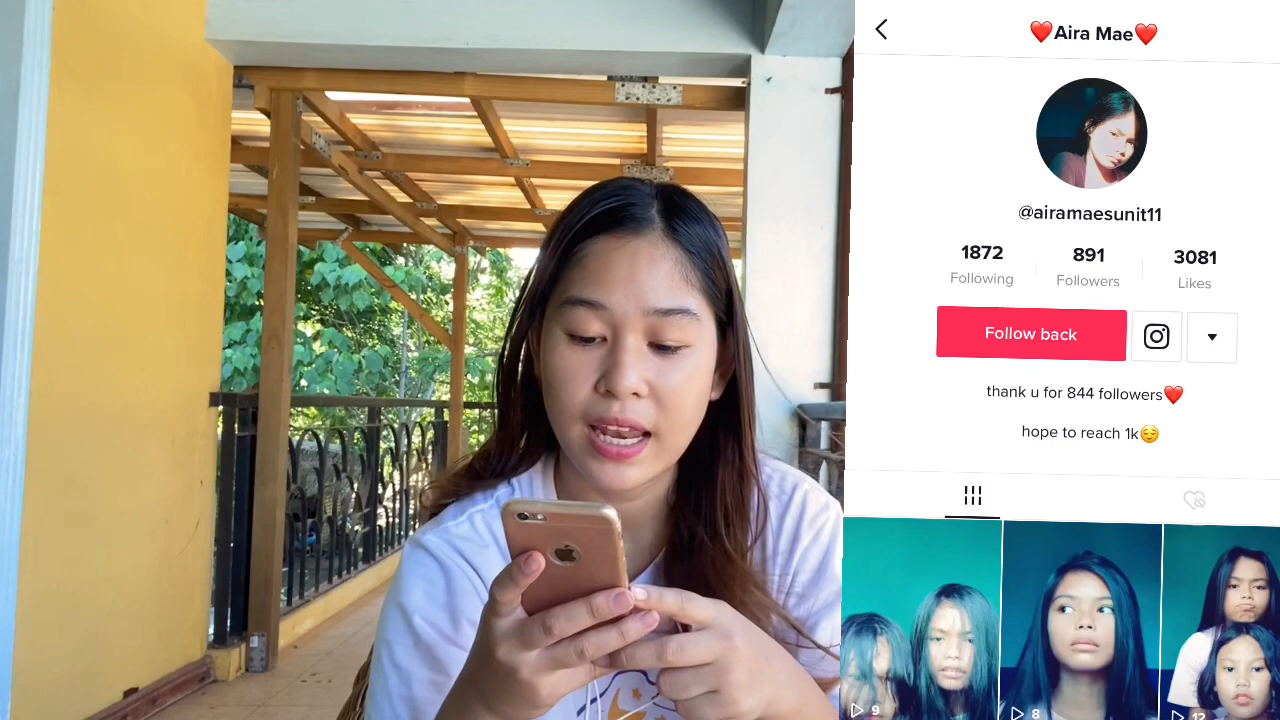 ❤️Aira Mae❤️
@airamaesunit11
1872 891 3081
Following Followers Likes
Follow back
thank u for 844 followers❤️
hope to reach 1k😌
9 8 12